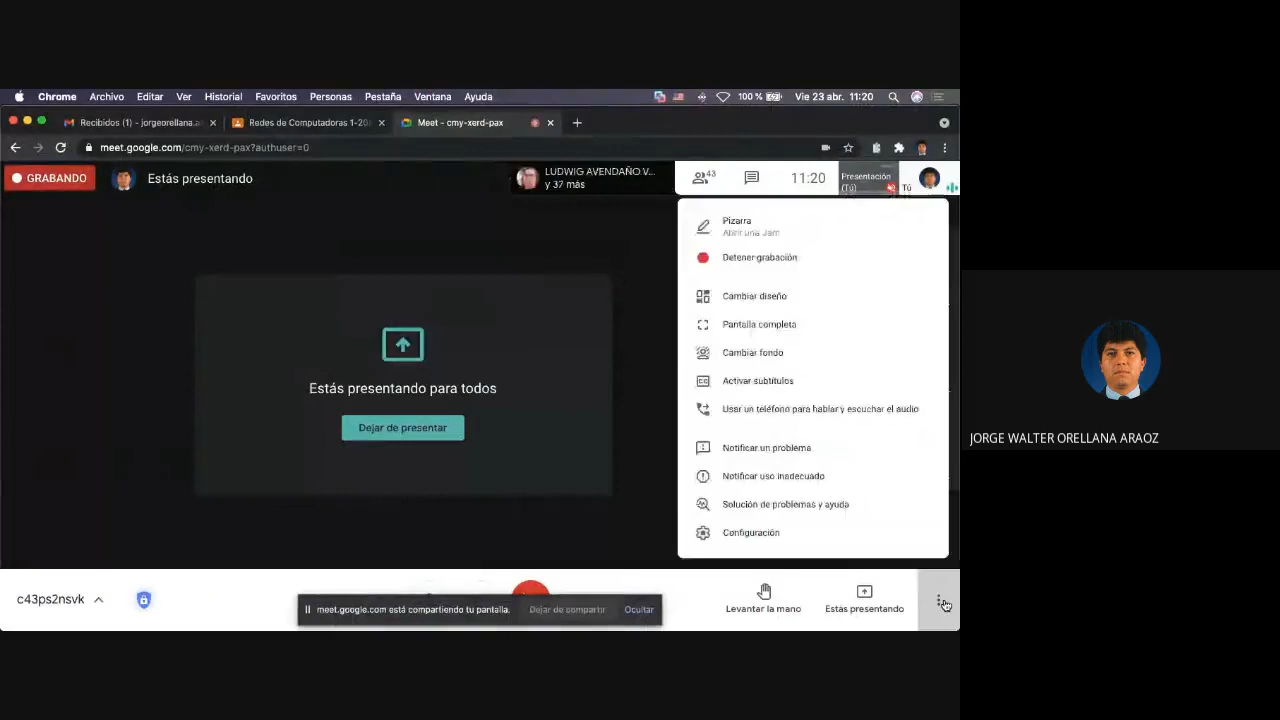 Chrome Archivo Editar Ver Historial Favoritos Personas Pestaña Ventana Ayuda 100 % Vie 23 abr. 11:20
Recibidos (1) - jorgeorellana.a
Redes de Computadoras 1-20
Meet - cmy-xerd-pax
meet.google.com/cmy-xerd-pax?authuser=0
GRABANDO
Estás presentando
LUDWIG AVENDAÑO V...
y 37 más
43
11:20
Presentación
(Tú)
Tú
Pizarra
Abrir una Jam
Detener grabación
Cambiar diseño
Pantalla completa
Cambiar fondo
Activar subtítulos
Usar un teléfono para hablar y escuchar el audio
Notificar un problema
Notificar uso inadecuado
Solución de problemas y ayuda
Configuración
Estás presentando para todos
Dejar de presentar
JORGE WALTER ORELLANA ARAOZ
c43ps2nsvk
meet.google.com está compartiendo tu pantalla. Dejar de compartir Ocultar
Levantar la mano
Estás presentando